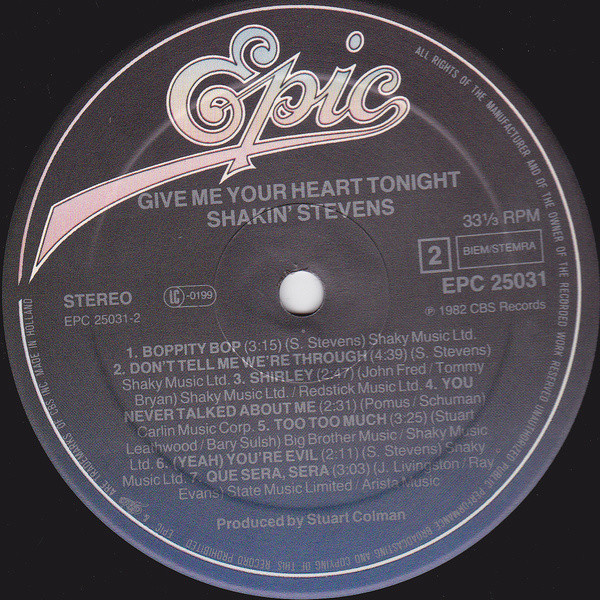 Epic
GIVE ME YOUR HEART TONIGHT
SHAKIN' STEVENS
33⅓ RPM
2 BIEM/STEMRA
STEREO LC-0199 EPC 25031
EPC 25031-2 ℗ 1982 CBS Records
1. BOPPITY BOP (3:15) (S. Stevens) Shaky Music Ltd.
2. DON'T TELL ME WE'RE THROUGH (4:39) (S. Stevens)
Shaky Music Ltd. 3. SHIRLEY (2:47) (John Fred / Tommy
Bryan) Shaky Music Ltd. / Redstick Music Ltd. 4. YOU
NEVER TALKED ABOUT ME (2:31) (Pomus / Schuman)
Carlin Music Corp. 5. TOO TOO MUCH (3:25) (Stuart
Leathwood / Bary Sulsh) Big Brother Music / Shaky Music
Ltd. 6. (YEAH) YOU'RE EVIL (2:51) (S. Stevens) Shaky
Music Ltd. 7. QUE SERA, SERA (3:03) (J. Livingston / Ray
Evans) State Music Limited / Arista Music
Produced by Stuart Colman
ALL RIGHTS OF THE MANUFACTURER AND OF THE OWNER OF THE RECORDED WORK RESERVED UNAUTHORIZED PUBLIC PERFORMANCE BROADCASTING AND COPYING OF THIS RECORD PROHIBITED
EPIC & ARE TRADEMARKS OF CBS INC. MADE IN HOLLAND